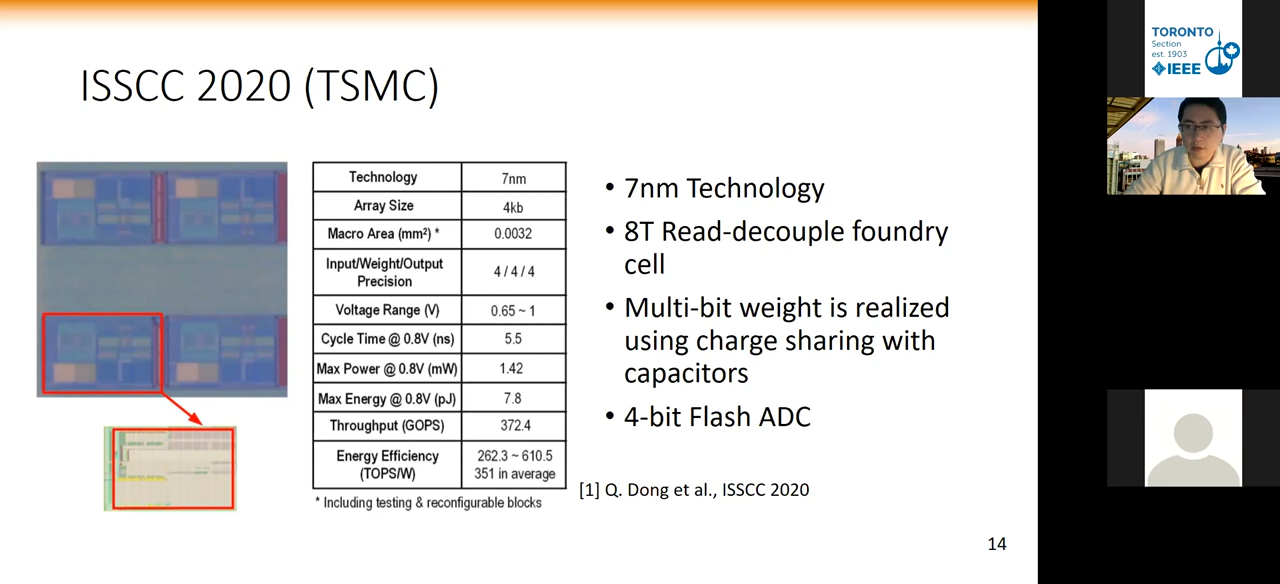 ISSCC 2020 (TSMC)
Technology 7nm
Array Size 4kb
Macro Area (mm²) * 0.0032
Input/Weight/Output
Precision 4 / 4 / 4
Voltage Range (V) 0.65 ~ 1
Cycle Time @ 0.8V (ns) 5.5
Max Power @ 0.8V (mW) 1.42
Max Energy @ 0.8V (pJ) 7.8
Throughput (GOPS) 372.4
Energy Efficiency
(TOPS/W)
262.3 ~ 610.5
351 in average
* Including testing & reconfigurable blocks
• 7nm Technology
• 8T Read-decouple foundry
cell
• Multi-bit weight is realized
using charge sharing with
capacitors
• 4-bit Flash ADC
[1] Q. Dong et al., ISSCC 2020
14
TORONTO
Section
est. 1903
IEEE